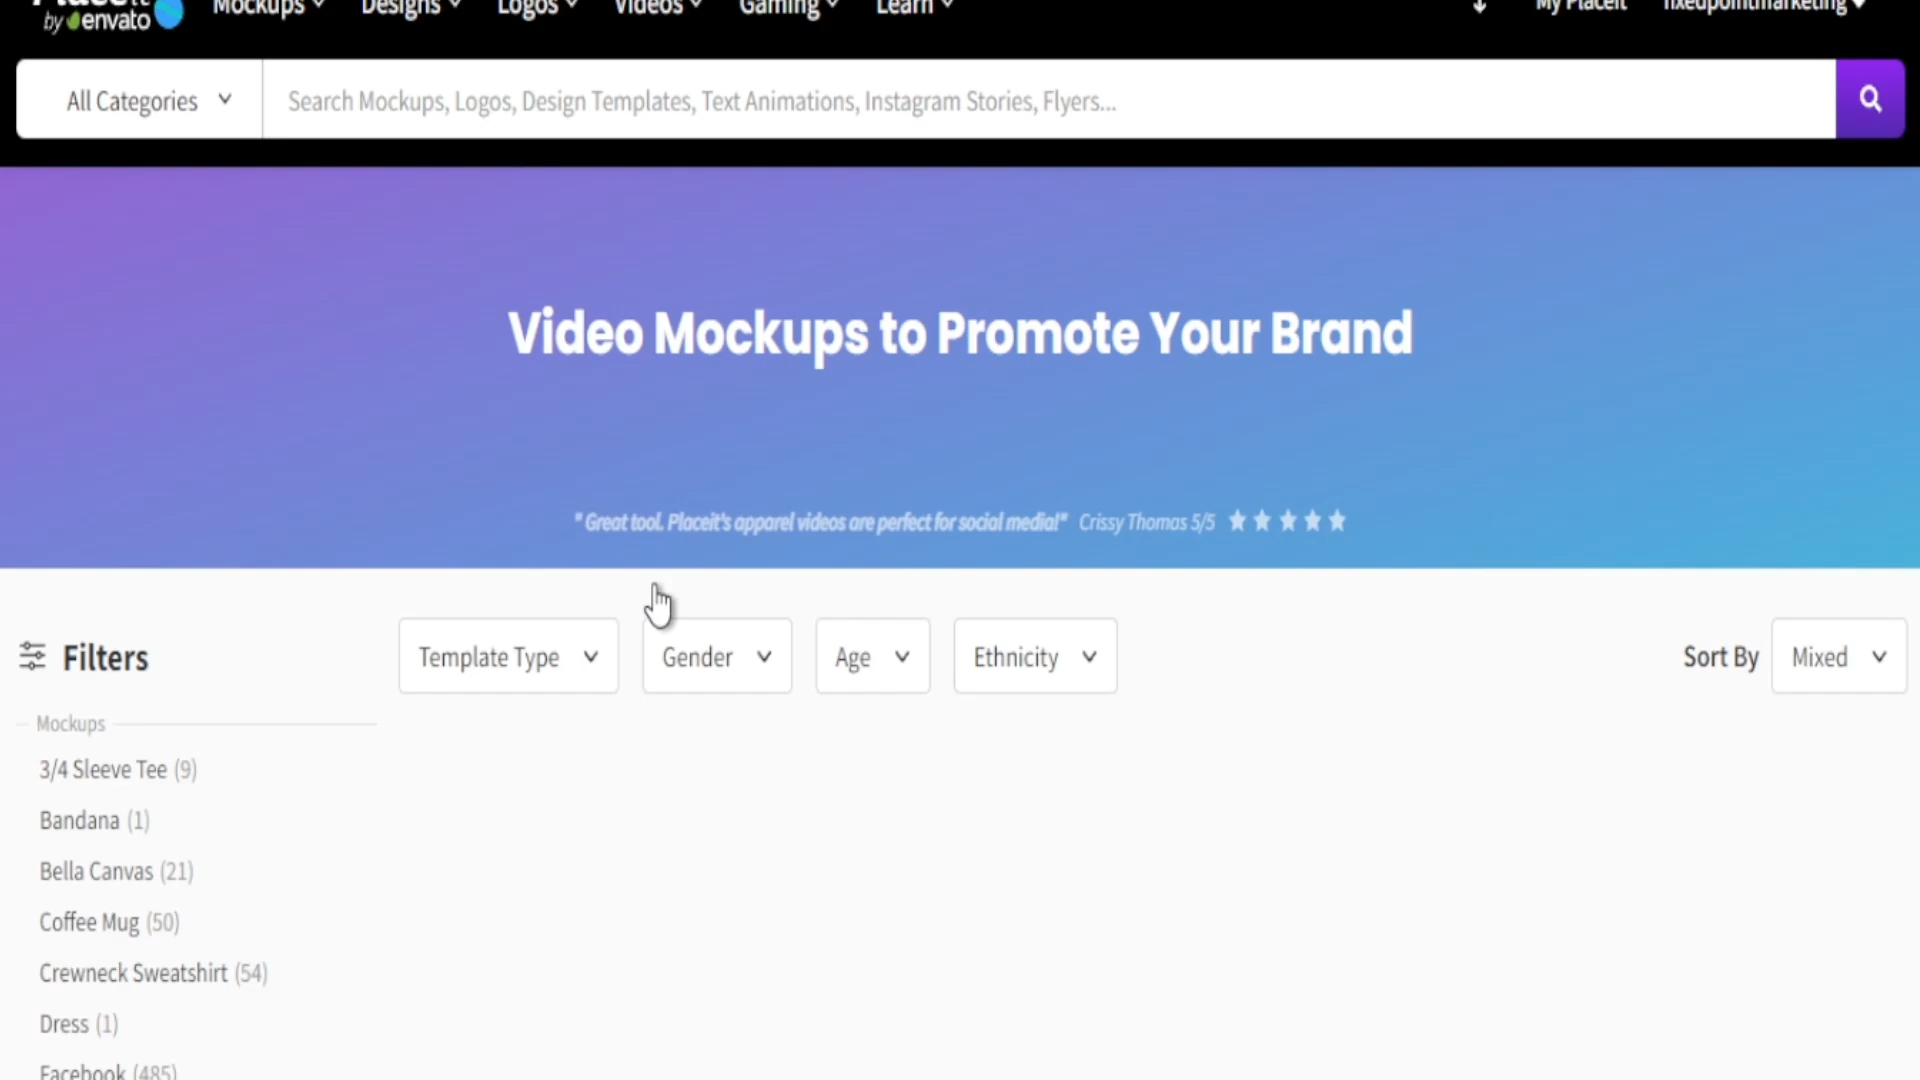 by envato
Mockups
Designs
Logos
Videos
Gaming
Learn
My Placeit
fixedpointmarketing
All Categories
Search Mockups, Logos, Design Templates, Text Animations, Instagram Stories, Flyers...
Video Mockups to Promote Your Brand
" Great tool. Placeit's apparel videos are perfect for social media!" Crissy Thomas 5/5
Filters
Template Type
Gender
Age
Ethnicity
Sort By
Mixed
Mockups
3/4 Sleeve Tee (9)
Bandana (1)
Bella Canvas (21)
Coffee Mug (50)
Crewneck Sweatshirt (54)
Dress (1)
Facebook (485)